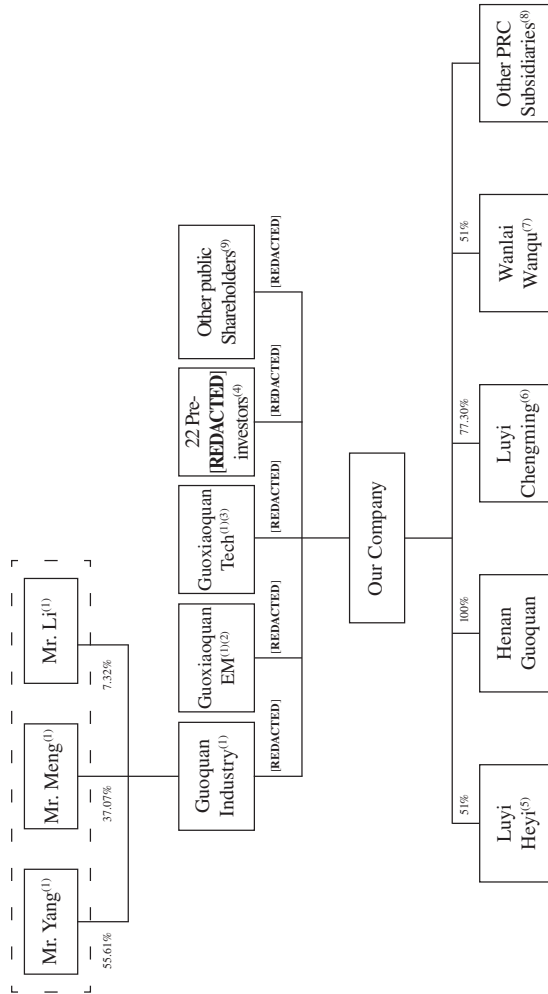 Mr. Yang(1)
Mr. Meng(1)
Mr. Li(1)
55.61%
37.07%
7.32%
Guoquan
Industry(1)
Guoxiaoquan
EM(1)(2)
Guoxiaoquan
Tech(1)(3)
22 Pre-
[REDACTED]
investors(4)
Other public
Shareholders(9)
[REDACTED]
[REDACTED]
[REDACTED]
[REDACTED]
[REDACTED]
Our Company
51%
100%
77.30%
51%
Luyi
Heyi(5)
Henan
Guoquan
Luyi
Chengming(6)
Wanlai
Wanqu(7)
Other PRC
Subsidiaries(8)